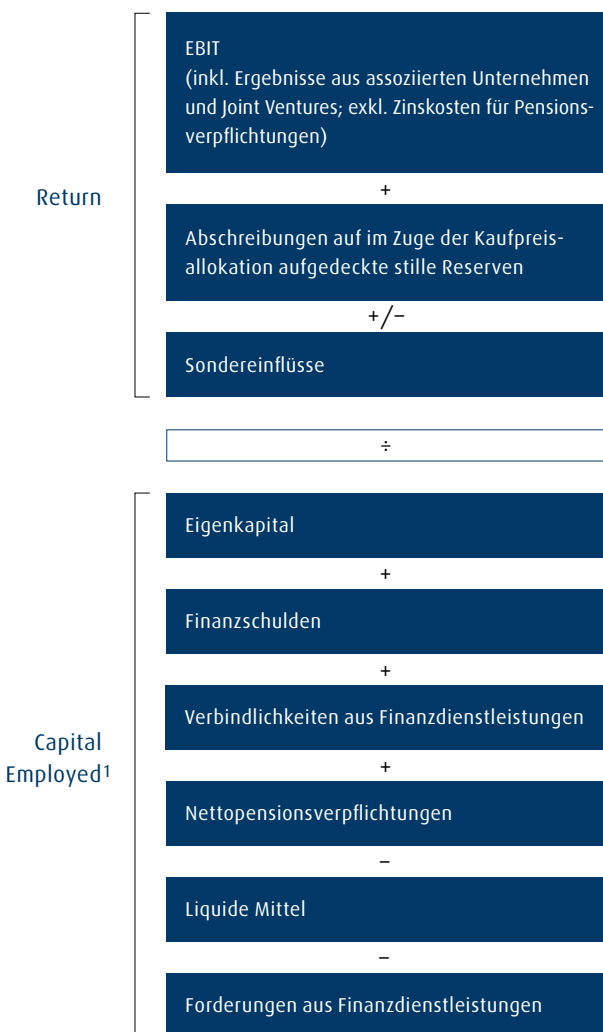 EBIT
(inkl. Ergebnisse aus assoziierten Unternehmen
und Joint Ventures; exkl. Zinskosten für Pensions-
verpflichtungen)
Return
+
Abschreibungen auf im Zuge der Kaufpreis-
allokation aufgedeckte stille Reserven
+/−
Sondereinflüsse
÷
Eigenkapital
+
Finanzschulden
+
Verbindlichkeiten aus Finanzdienstleistungen
Capital
Employed¹
+
Nettopensionsverpflichtungen
−
Liquide Mittel
−
Forderungen aus Finanzdienstleistungen